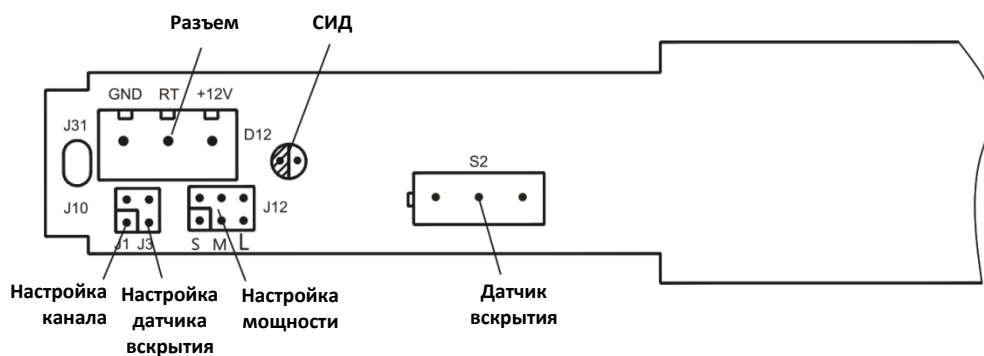 Разъем
СИД
GND RT +12V
J31
D12
S2
J10
J12
J1 J3
S M L
Настройка
канала
Настройка
датчика
вскрытия
Настройка
мощности
Датчик
вскрытия